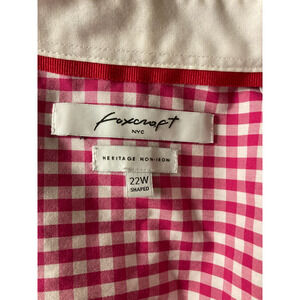 Foxcroft
NYC
HERITAGE NON-IRON
22W
SHAPED